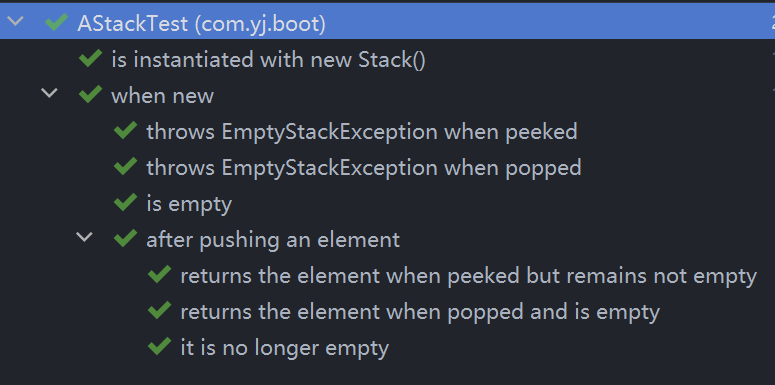 AStackTest (com.yj.boot)
is instantiated with new Stack()
when new
throws EmptyStackException when peeked
throws EmptyStackException when popped
is empty
after pushing an element
returns the element when peeked but remains not empty
returns the element when popped and is empty
it is no longer empty